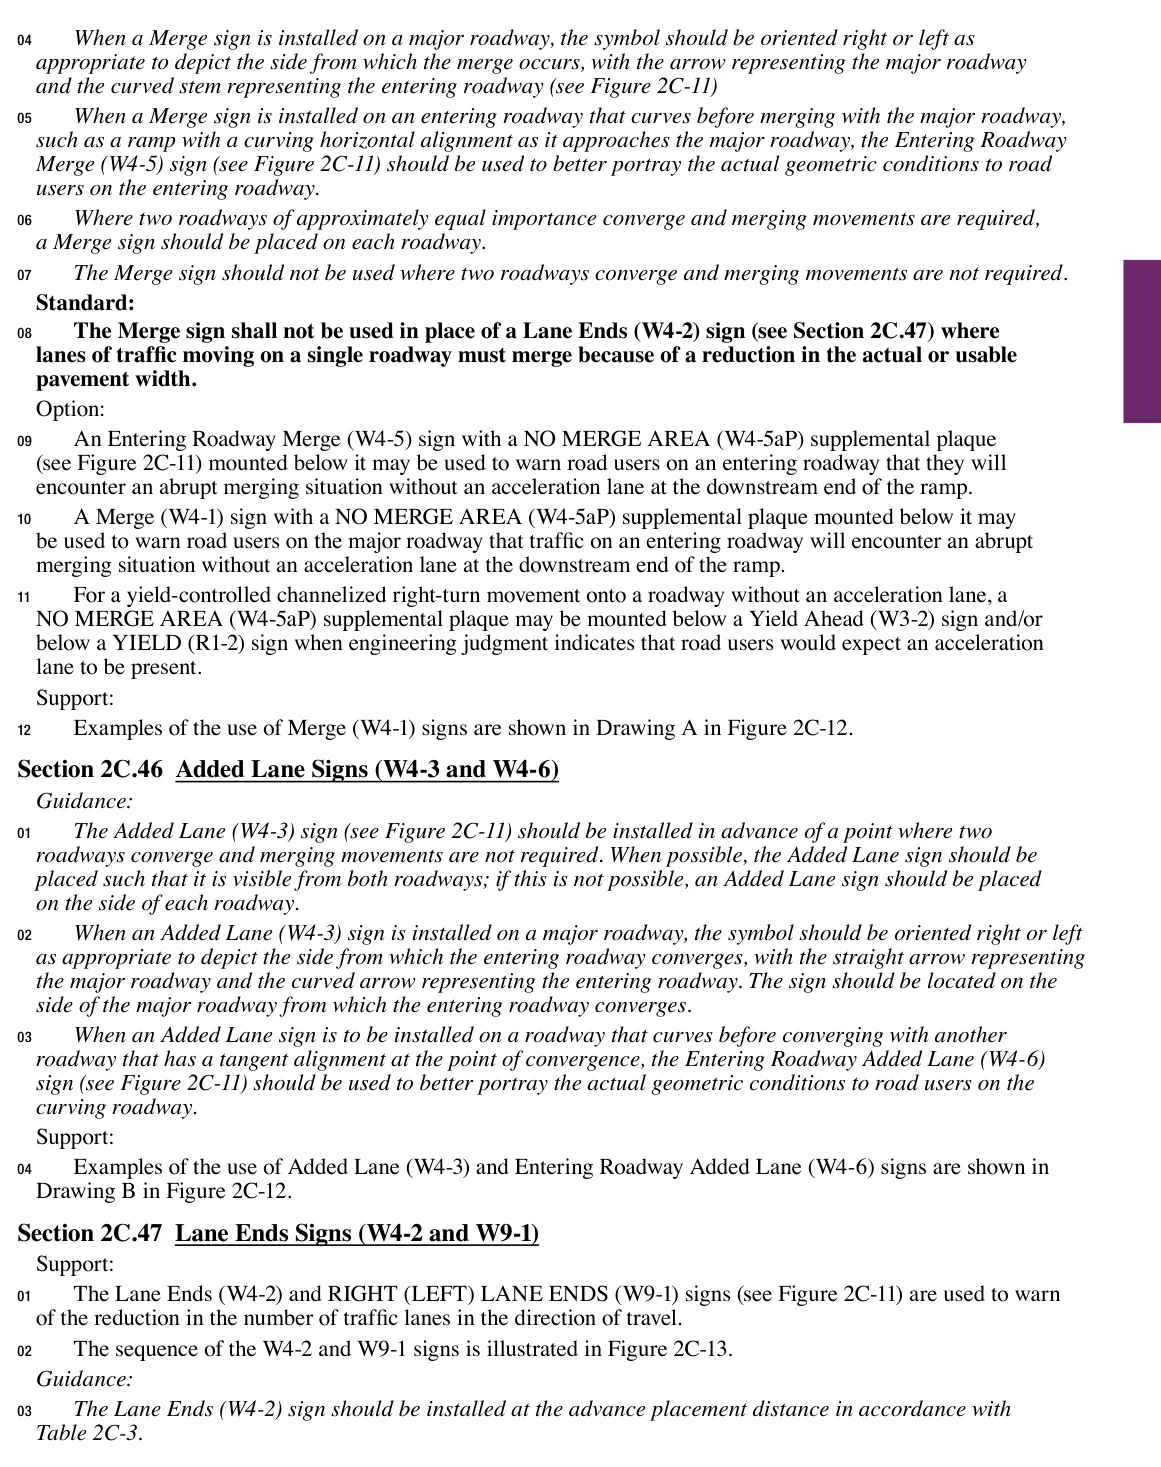 04 When a Merge sign is installed on a major roadway, the symbol should be oriented right or left as
appropriate to depict the side from which the merge occurs, with the arrow representing the major roadway
and the curved stem representing the entering roadway (see Figure 2C-11)
05 When a Merge sign is installed on an entering roadway that curves before merging with the major roadway,
such as a ramp with a curving horizontal alignment as it approaches the major roadway, the Entering Roadway
Merge (W4-5) sign (see Figure 2C-11) should be used to better portray the actual geometric conditions to road
users on the entering roadway.
06 Where two roadways of approximately equal importance converge and merging movements are required,
a Merge sign should be placed on each roadway.
07 The Merge sign should not be used where two roadways converge and merging movements are not required.
Standard:
08 The Merge sign shall not be used in place of a Lane Ends (W4-2) sign (see Section 2C.47) where
lanes of traffic moving on a single roadway must merge because of a reduction in the actual or usable
pavement width.
Option:
09 An Entering Roadway Merge (W4-5) sign with a NO MERGE AREA (W4-5aP) supplemental plaque
(see Figure 2C-11) mounted below it may be used to warn road users on an entering roadway that they will
encounter an abrupt merging situation without an acceleration lane at the downstream end of the ramp.
10 A Merge (W4-1) sign with a NO MERGE AREA (W4-5aP) supplemental plaque mounted below it may
be used to warn road users on the major roadway that traffic on an entering roadway will encounter an abrupt
merging situation without an acceleration lane at the downstream end of the ramp.
11 For a yield-controlled channelized right-turn movement onto a roadway without an acceleration lane, a
NO MERGE AREA (W4-5aP) supplemental plaque may be mounted below a Yield Ahead (W3-2) sign and/or
below a YIELD (R1-2) sign when engineering judgment indicates that road users would expect an acceleration
lane to be present.
Support:
12 Examples of the use of Merge (W4-1) signs are shown in Drawing A in Figure 2C-12.
Section 2C.46 Added Lane Signs (W4-3 and W4-6)
Guidance:
01 The Added Lane (W4-3) sign (see Figure 2C-11) should be installed in advance of a point where two
roadways converge and merging movements are not required. When possible, the Added Lane sign should be
placed such that it is visible from both roadways; if this is not possible, an Added Lane sign should be placed
on the side of each roadway.
02 When an Added Lane (W4-3) sign is installed on a major roadway, the symbol should be oriented right or left
as appropriate to depict the side from which the entering roadway converges, with the straight arrow representing
the major roadway and the curved arrow representing the entering roadway. The sign should be located on the
side of the major roadway from which the entering roadway converges.
03 When an Added Lane sign is to be installed on a roadway that curves before converging with another
roadway that has a tangent alignment at the point of convergence, the Entering Roadway Added Lane (W4-6)
sign (see Figure 2C-11) should be used to better portray the actual geometric conditions to road users on the
curving roadway.
Support:
04 Examples of the use of Added Lane (W4-3) and Entering Roadway Added Lane (W4-6) signs are shown in
Drawing B in Figure 2C-12.
Section 2C.47 Lane Ends Signs (W4-2 and W9-1)
Support:
01 The Lane Ends (W4-2) and RIGHT (LEFT) LANE ENDS (W9-1) signs (see Figure 2C-11) are used to warn
of the reduction in the number of traffic lanes in the direction of travel.
02 The sequence of the W4-2 and W9-1 signs is illustrated in Figure 2C-13.
Guidance:
03 The Lane Ends (W4-2) sign should be installed at the advance placement distance in accordance with
Table 2C-3.